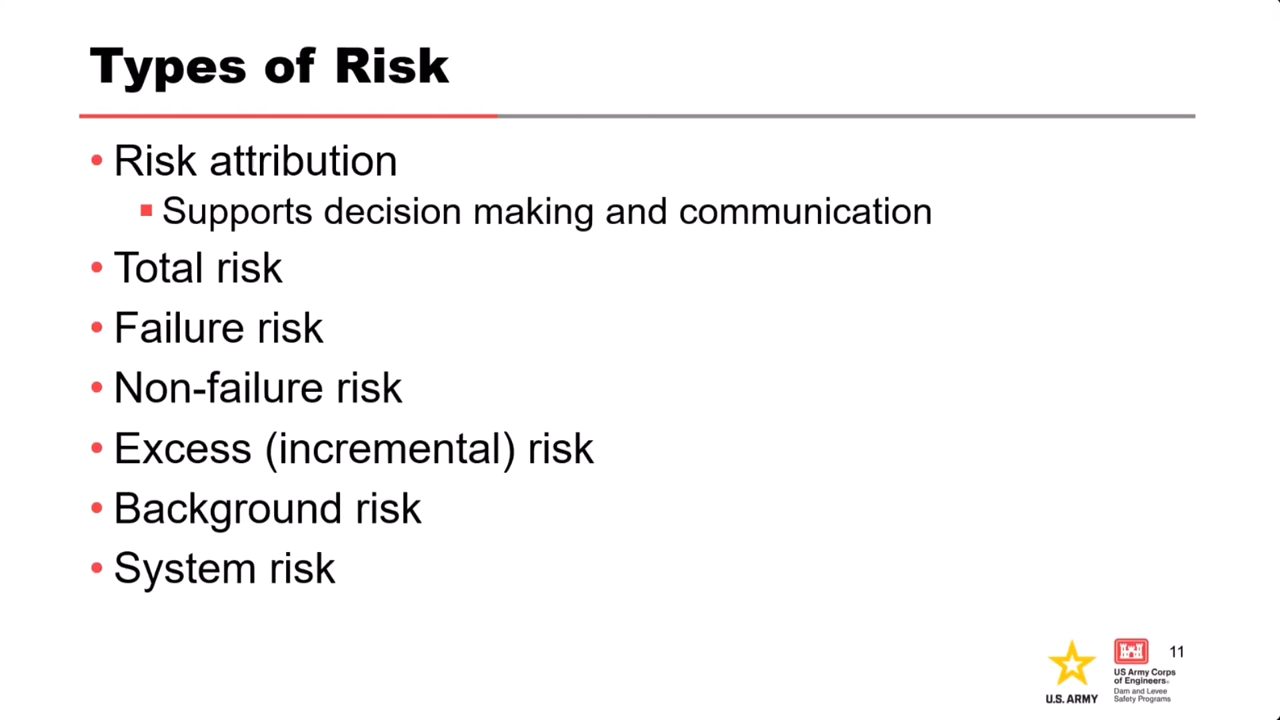 Types of Risk
• Risk attribution
▪ Supports decision making and communication
• Total risk
• Failure risk
• Non-failure risk
• Excess (incremental) risk
• Background risk
• System risk
U.S. ARMY
US Army Corps
of Engineers®
Dam and Levee
Safety Programs
11